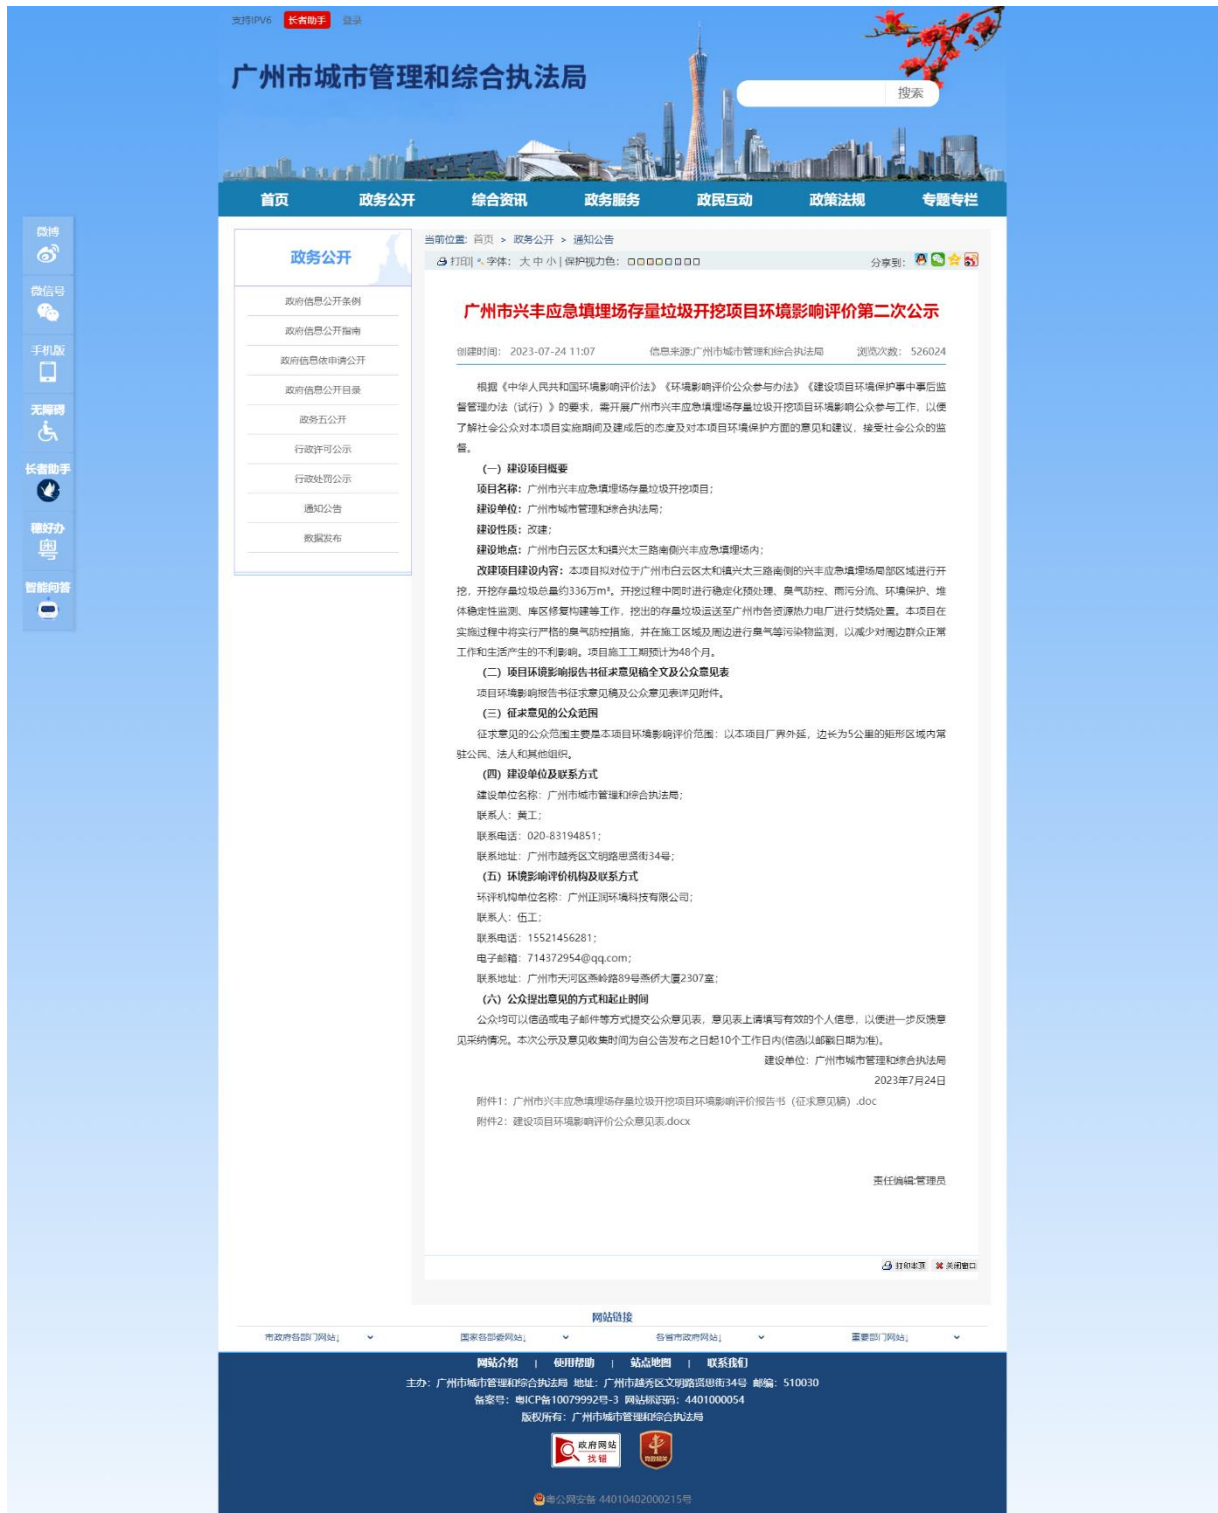 支持IPV6 长者助手 登录
广州市城市管理和综合执法局
搜索
首页 政务公开 综合资讯 政务服务 政民互动 政策法规 专题专栏
微博
微信号
手机版
无障碍
长者助手
穗好办
粤
智能问答
政务公开
政府信息公开条例
政府信息公开指南
政府信息依申请公开
政府信息公开目录
政务五公开
行政许可公示
行政处罚公示
通知公告
数据发布
当前位置: 首页 > 政务公开 > 通知公告
打印| 字体: 大 中 小 | 保护视力色: 分享到:
广州市兴丰应急填埋场存量垃圾开挖项目环境影响评价第二次公示
创建时间: 2023-07-24 11:07 信息来源:广州市城市管理和综合执法局 浏览次数: 526024
根据《中华人民共和国环境影响评价法》《环境影响评价公众参与办法》《建设项目环境保护事中事后监
督管理办法（试行）》的要求，需开展广州市兴丰应急填埋场存量垃圾开挖项目环境影响公众参与工作，以便
了解社会公众对本项目实施期间及建成后的态度及对本项目环境保护方面的意见和建议，接受社会公众的监
督。
（一）建设项目概要
项目名称：广州市兴丰应急填埋场存量垃圾开挖项目；
建设单位：广州市城市管理和综合执法局；
建设性质：改建；
建设地点：广州市白云区太和镇兴太三路南侧兴丰应急填埋场内；
改建项目建设内容：本项目拟对位于广州市白云区太和镇兴太三路南侧的兴丰应急填埋场局部区域进行开
挖，开挖存量垃圾总量约336万m³。开挖过程中同时进行稳定化预处理、臭气防控、雨污分流、环境保护、堆
体稳定性监测、库区修复构建等工作，挖出的存量垃圾运送至广州市各资源热力电厂进行焚烧处置。本项目在
实施过程中将实行严格的臭气防控措施，并在施工区域及周边进行臭气等污染物监测，以减少对周边群众正常
工作和生活产生的不利影响。项目施工工期预计为48个月。
（二）项目环境影响报告书征求意见稿全文及公众意见表
项目环境影响报告书征求意见稿及公众意见表详见附件。
（三）征求意见的公众范围
征求意见的公众范围主要是本项目环境影响评价范围：以本项目厂界外延，边长为5公里的矩形区域内常
驻公民、法人和其他组织。
（四）建设单位及联系方式
建设单位名称：广州市城市管理和综合执法局；
联系人：黄工；
联系电话：020-83194851；
联系地址：广州市越秀区文明路思贤街34号；
（五）环境影响评价机构及联系方式
环评机构单位名称：广州正润环境科技有限公司；
联系人：伍工；
联系电话：15521456281；
电子邮箱：714372954@qq.com；
联系地址：广州市天河区燕岭路89号燕侨大厦2307室；
（六）公众提出意见的方式和起止时间
公众均可以信函或电子邮件等方式提交公众意见表，意见表上请填写有效的个人信息，以便进一步反馈意
见采纳情况。本次公示及意见收集时间为自公告发布之日起10个工作日内(信函以邮戳日期为准)。
建设单位：广州市城市管理和综合执法局
2023年7月24日
附件1：广州市兴丰应急填埋场存量垃圾开挖项目环境影响评价报告书（征求意见稿）.doc
附件2：建设项目环境影响评价公众意见表.docx
责任编辑:管理员
打印本页 关闭窗口
网站链接
市政府各部门网站↓ 国家各部委网站↓ 各省市政府网站↓ 重要部门网站↓
网站介绍 | 使用帮助 | 站点地图 | 联系我们
主办：广州市城市管理和综合执法局 地址：广州市越秀区文明路贤思街34号 邮编：510030
备案号：粤ICP备10079992号-3 网站标识码：4401000054
版权所有：广州市城市管理和综合执法局
政府网站
找错
党政机关
粤公网安备 44010402000215号